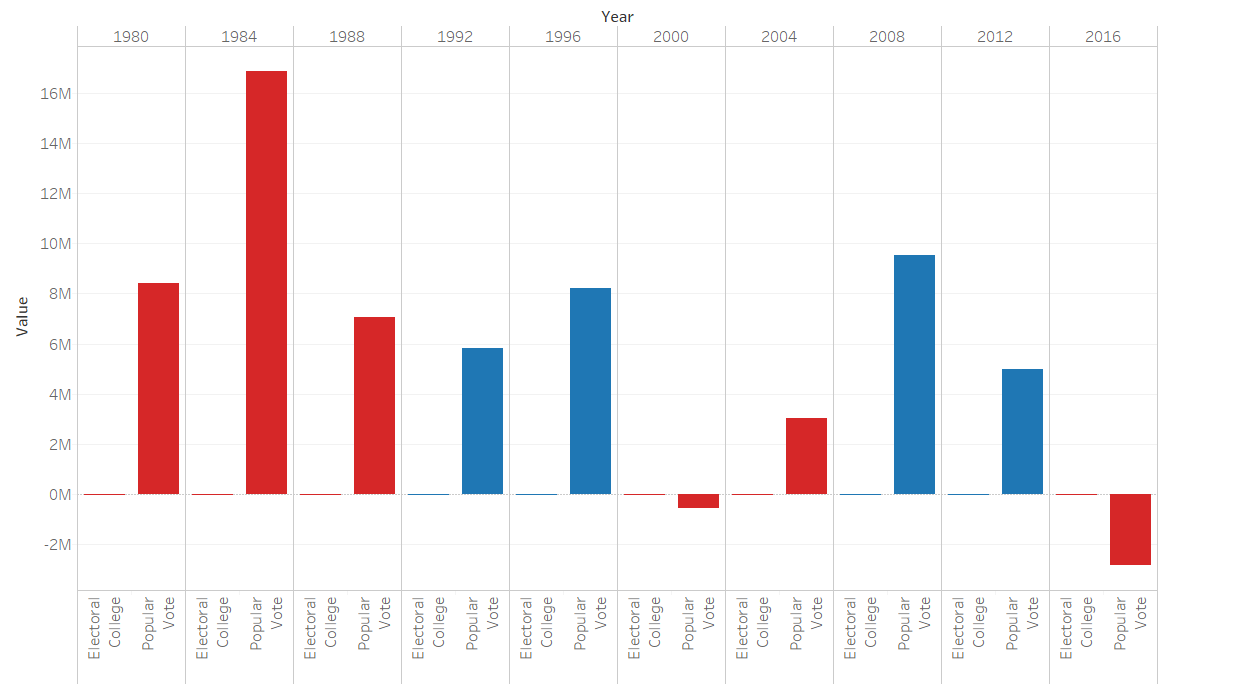 Year
1980 1984 1988 1992 1996 2000 2004 2008 2012 2016
16M
14M
12M
10M
8M
6M
4M
2M
0M
-2M
Value
Electoral
College
Popular
Vote
Electoral
College
Popular
Vote
Electoral
College
Popular
Vote
Electoral
College
Popular
Vote
Electoral
College
Popular
Vote
Electoral
College
Popular
Vote
Electoral
College
Popular
Vote
Electoral
College
Popular
Vote
Electoral
College
Popular
Vote
Electoral
College
Popular
Vote